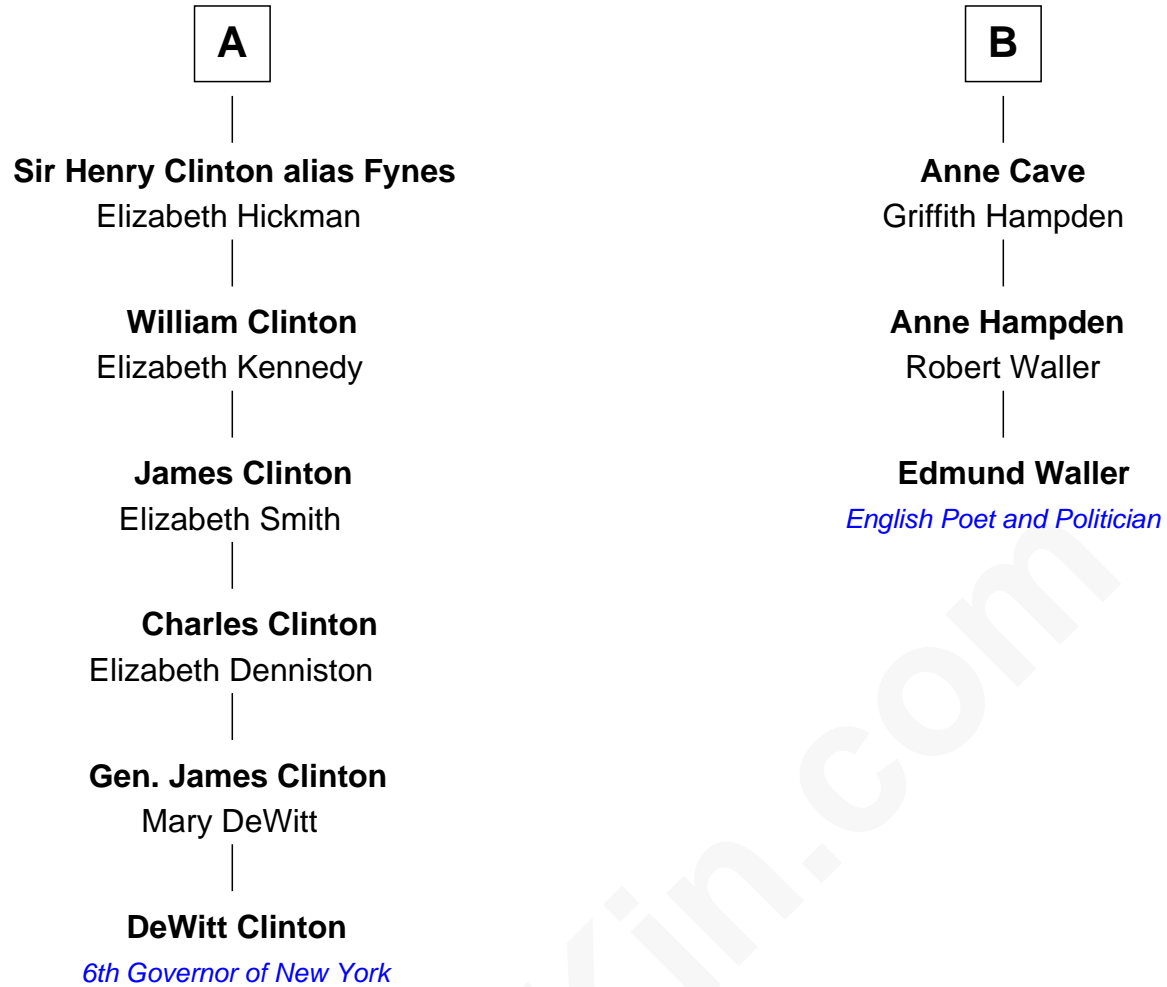 A
Sir Henry Clinton alias Fynes
Elizabeth Hickman
William Clinton
Elizabeth Kennedy
James Clinton
Elizabeth Smith
Charles Clinton
Elizabeth Denniston
Gen. James Clinton
Mary DeWitt
DeWitt Clinton
6th Governor of New York
B
Anne Cave
Griffith Hampden
Anne Hampden
Robert Waller
Edmund Waller
English Poet and Politician
Kin.com